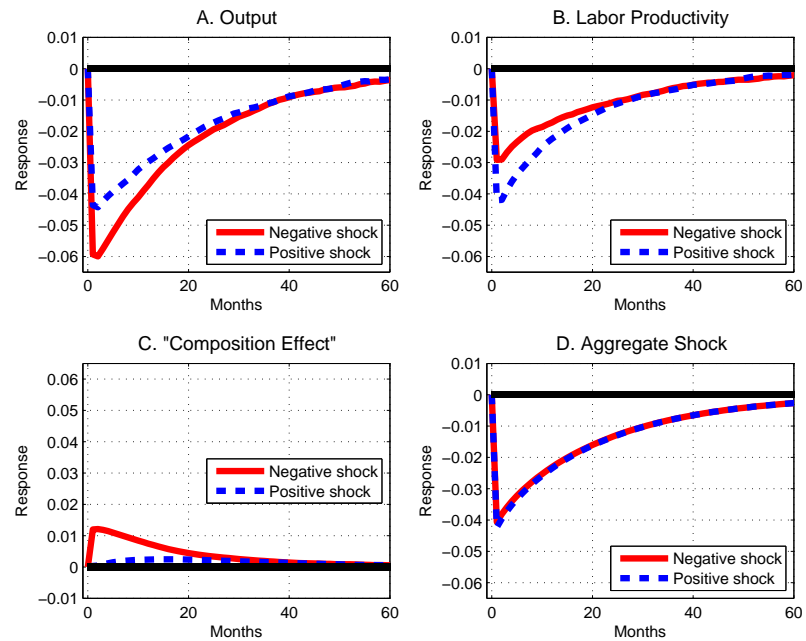 A. Output
0.01
0
−0.01
−0.02
−0.03
−0.04
−0.05
−0.06
Response
Negative shock
Positive shock
0
20
40
60
Months
B. Labor Productivity
0.01
0
−0.01
−0.02
−0.03
−0.04
−0.05
−0.06
Response
Negative shock
Positive shock
0
20
40
60
Months
C. "Composition Effect"
0.06
0.05
0.04
0.03
0.02
0.01
0
−0.01
Response
Negative shock
Positive shock
0
20
40
60
Months
D. Aggregate Shock
0.01
0
−0.01
−0.02
−0.03
−0.04
−0.05
−0.06
Response
Negative shock
Positive shock
0
20
40
60
Months